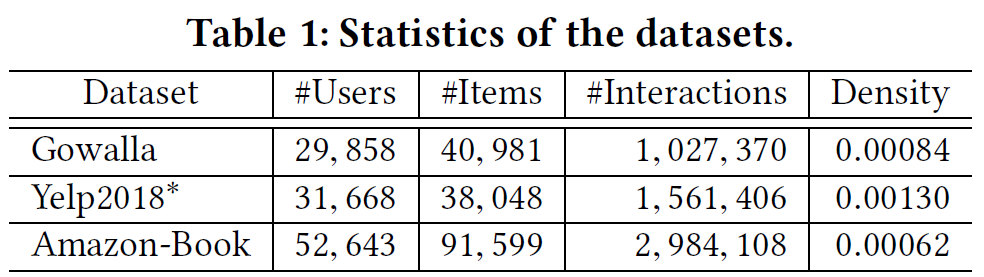 Table 1: Statistics of the datasets.
Dataset #Users #Items #Interactions Density
Gowalla 29, 858 40, 981 1, 027, 370 0.00084
Yelp2018* 31, 668 38, 048 1, 561, 406 0.00130
Amazon-Book 52, 643 91, 599 2, 984, 108 0.00062